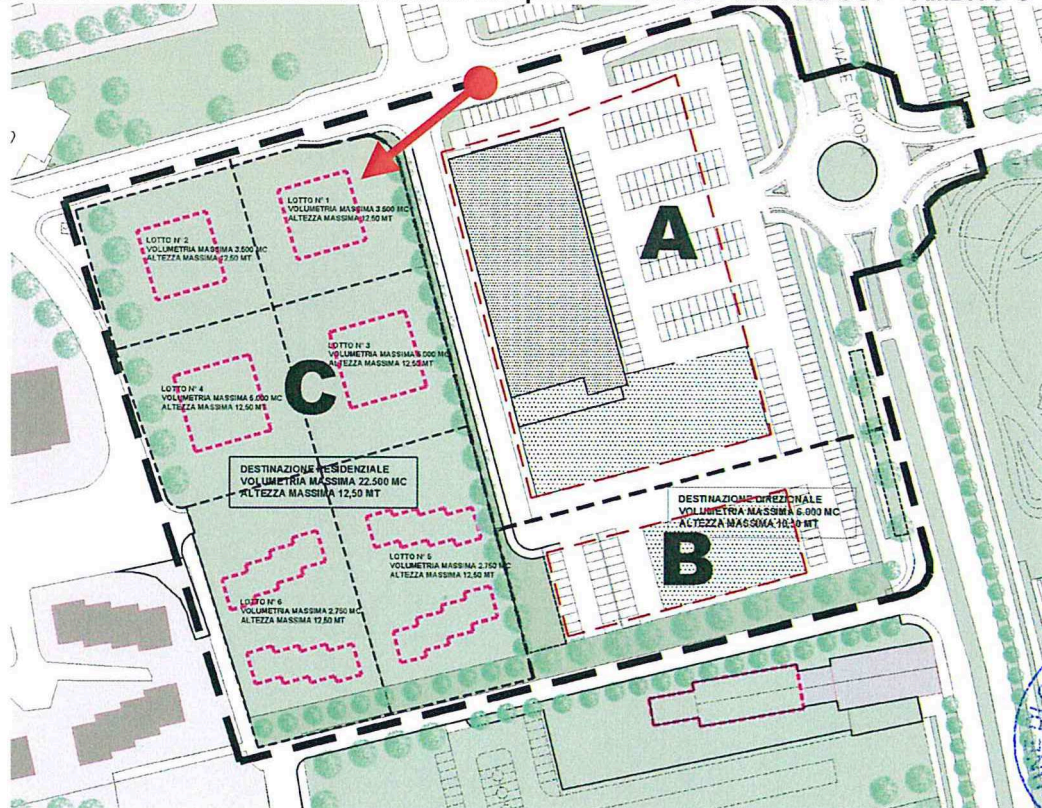 VIALE EUROPA
LOTTO N° 1
VOLUMETRIA MASSIMA 3.500 MC
ALTEZZA MASSIMA 12,50 MT
LOTTO N° 2
VOLUMETRIA MASSIMA 3.500 MC
ALTEZZA MASSIMA 12,50 MT
A
LOTTO N° 3
VOLUMETRIA MASSIMA 5.000 MC
ALTEZZA MASSIMA 12,50 MT
LOTTO N° 4
VOLUMETRIA MASSIMA 5.000 MC
ALTEZZA MASSIMA 12,50 MT
C
DESTINAZIONE RESIDENZIALE
VOLUMETRIA MASSIMA 22.500 MC
ALTEZZA MASSIMA 12,50 MT
DESTINAZIONE DIREZIONALE
VOLUMETRIA MASSIMA 6.000 MC
ALTEZZA MASSIMA 10,50 MT
B
LOTTO N° 5
VOLUMETRIA MASSIMA 2.750 MC
ALTEZZA MASSIMA 12,50 MT
LOTTO N° 6
VOLUMETRIA MASSIMA 2.750 MC
ALTEZZA MASSIMA 12,50 MT